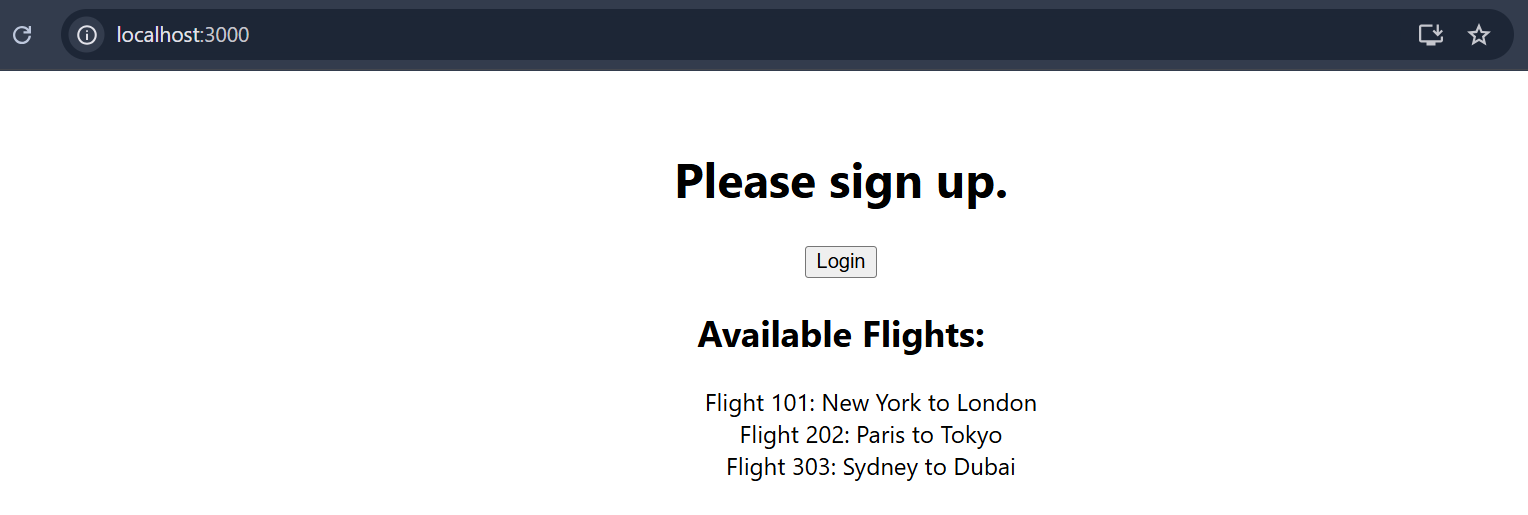 localhost:3000
Please sign up.
Login
Available Flights:
Flight 101: New York to London
Flight 202: Paris to Tokyo
Flight 303: Sydney to Dubai